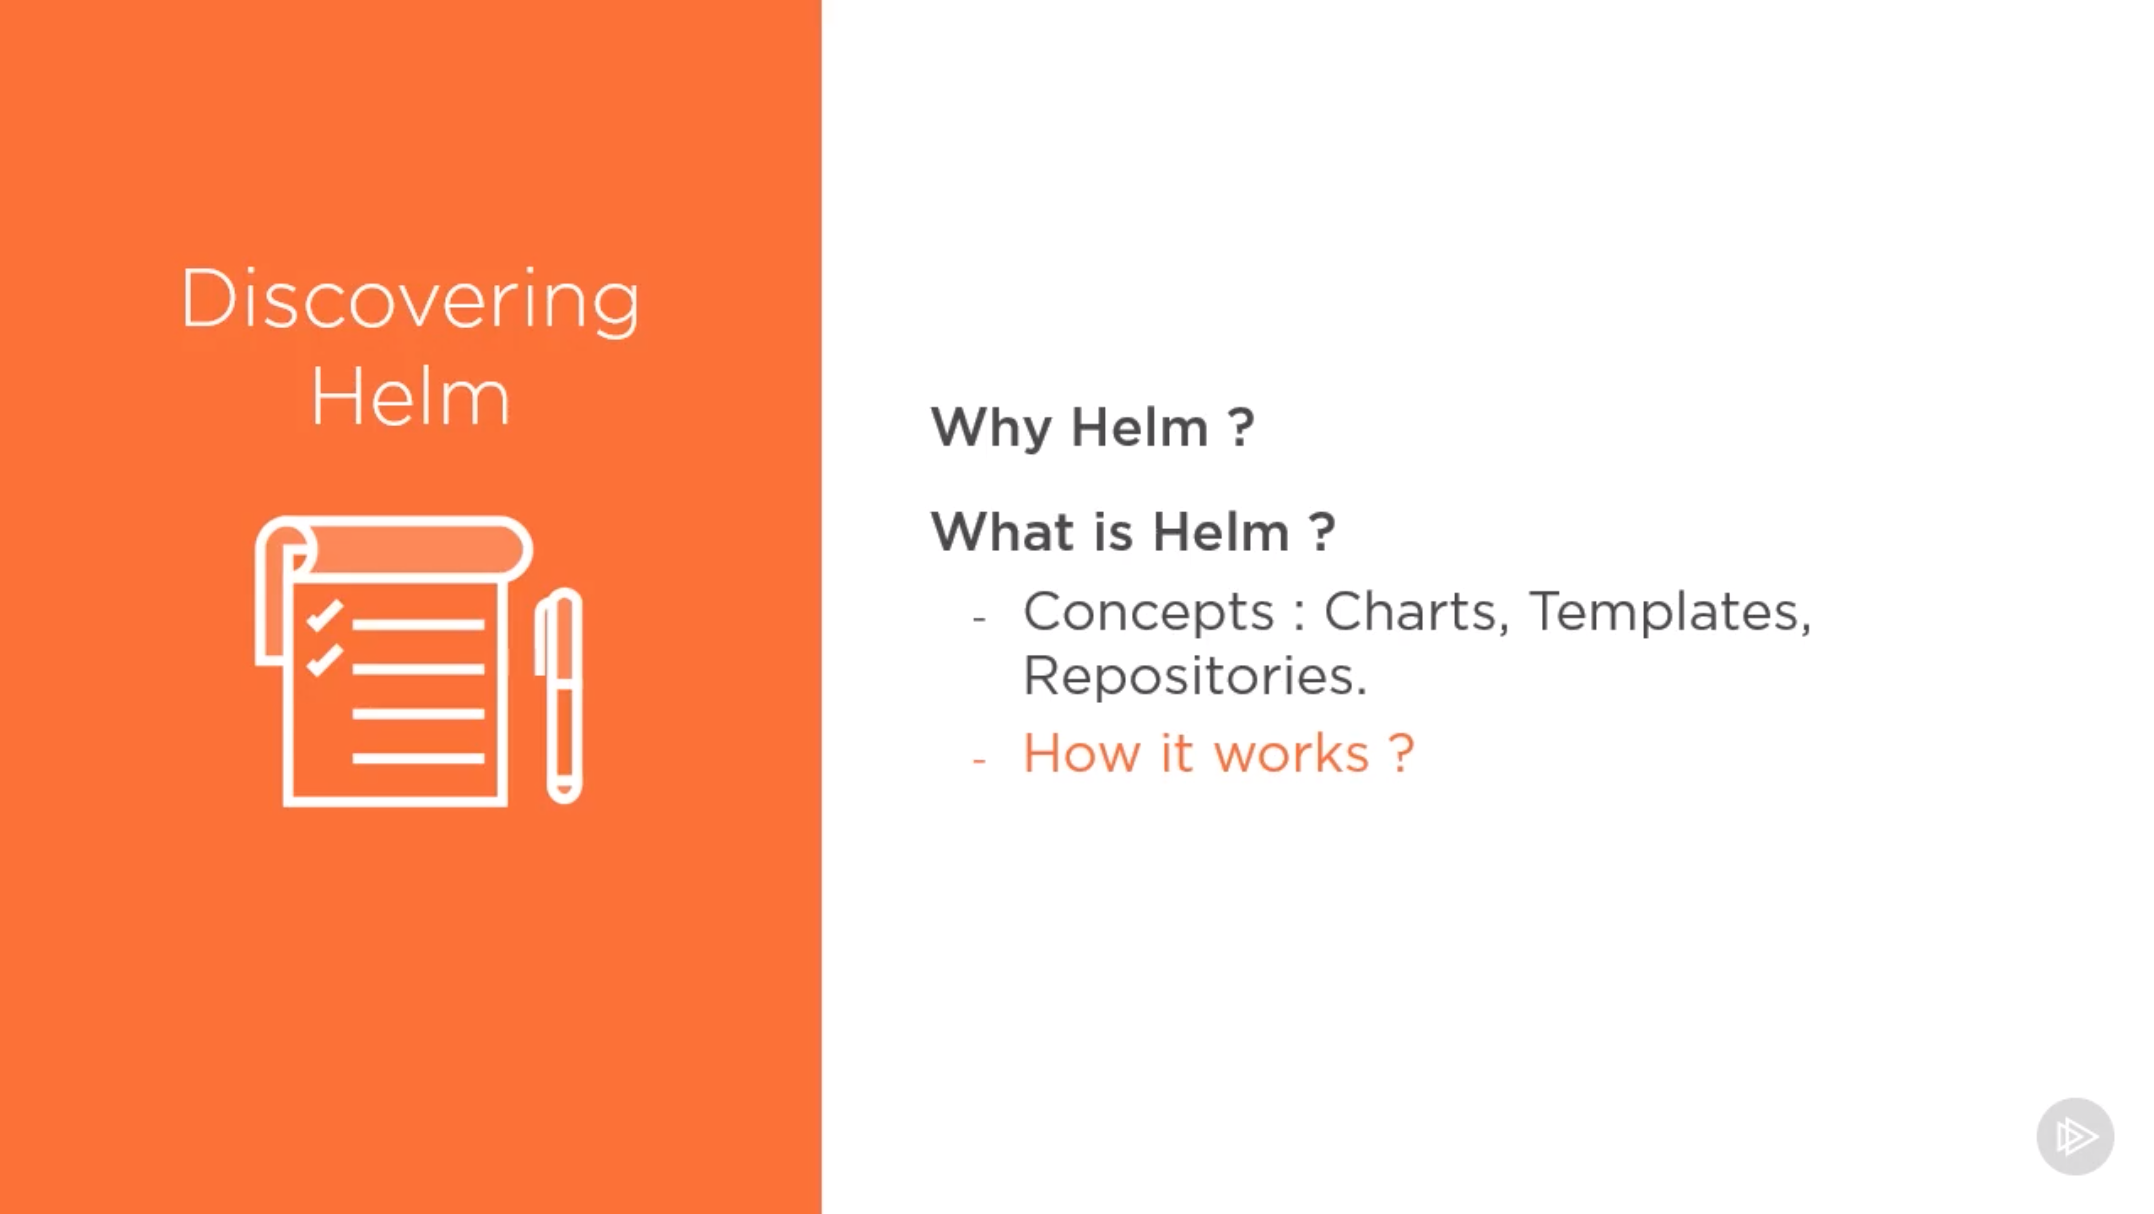 Discovering
Helm
Why Helm ?
What is Helm ?
- Concepts : Charts, Templates,
Repositories.
- How it works ?